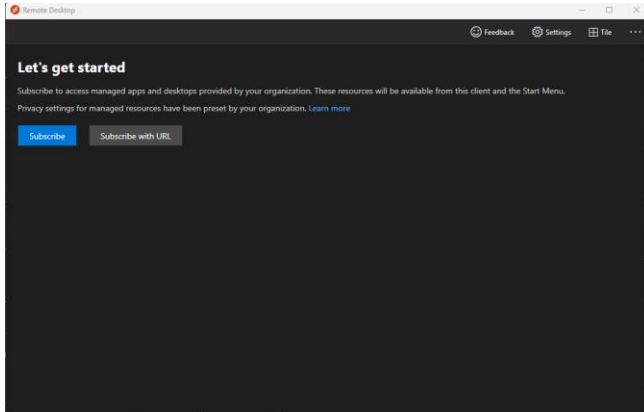 Remote Desktop
Feedback Settings Tile
Let's get started
Subscribe to access managed apps and desktops provided by your organization. These resources will be available from this client and the Start Menu.
Privacy settings for managed resources have been preset by your organization. Learn more
Subscribe Subscribe with URL